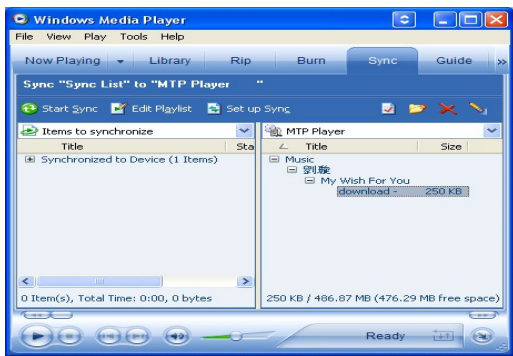 Windows Media Player
File View Play Tools Help
Now Playing Library Rip Burn Sync Guide »
Sync "Sync List" to "MTP Player "
Start Sync Edit Playlist Set up Sync
Items to synchronize
MTP Player
Title Sta
Title Size
Synchronized to Device (1 Items)
Music
劉璇
My Wish For You
download - 250 KB
0 Item(s), Total Time: 0:00, 0 bytes
250 KB / 486.87 MB (476.29 MB free space)
Ready